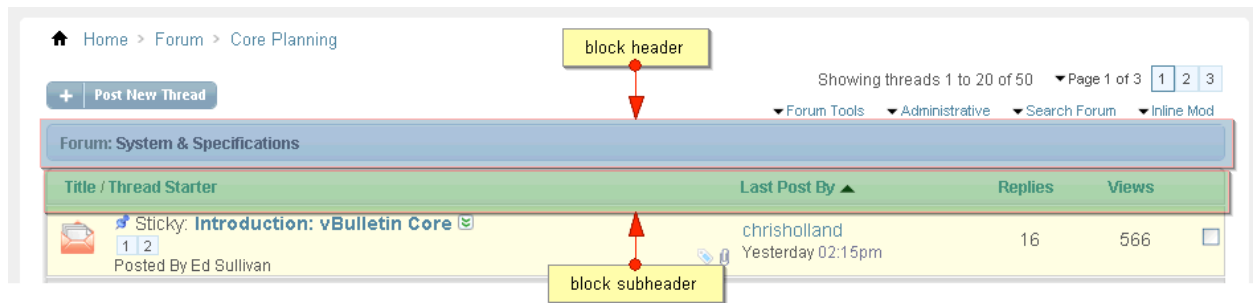 Home > Forum > Core Planning
block header
Showing threads 1 to 20 of 50 ▼Page 1 of 3 1 2 3
+ Post New Thread
▼Forum Tools ▼Administrative ▼Search Forum ▼Inline Mod
Forum: System & Specifications
Title / Thread Starter Last Post By ▲ Replies Views
Sticky: Introduction: vBulletin Core
1 2
Posted By Ed Sullivan
chrisholland
Yesterday 02:15pm
16 566
block subheader